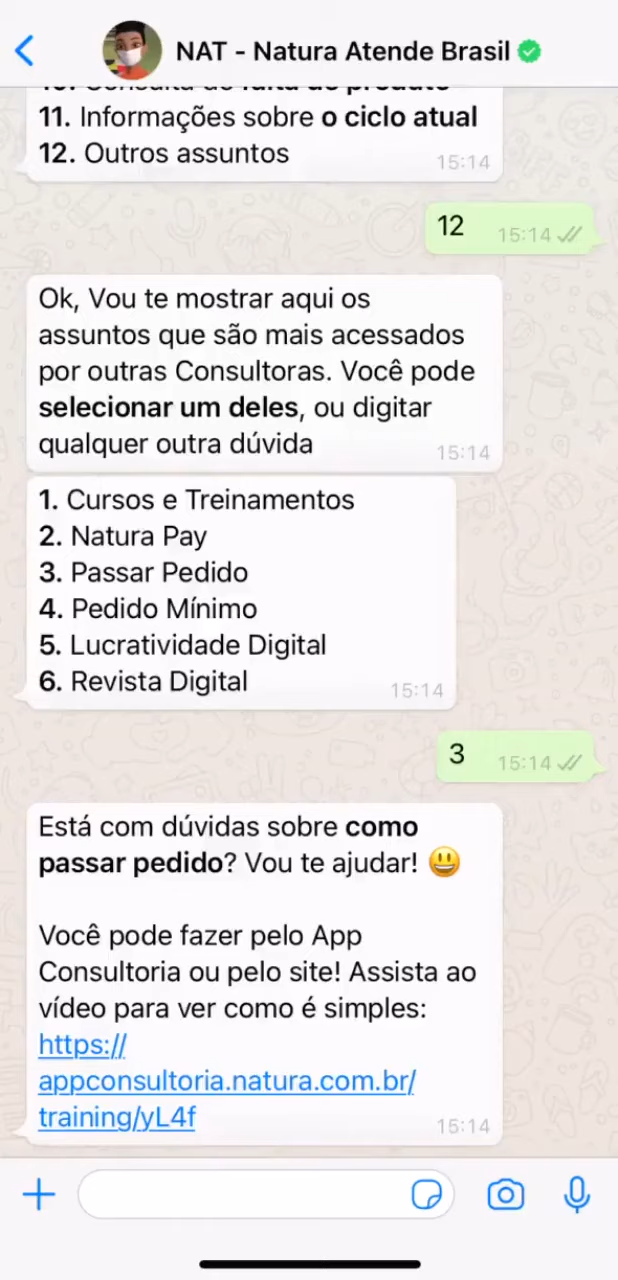 NAT - Natura Atende Brasil
11. Informações sobre o ciclo atual
12. Outros assuntos
15:14
12
15:14
Ok, Vou te mostrar aqui os
assuntos que são mais acessados
por outras Consultoras. Você pode
selecionar um deles, ou digitar
qualquer outra dúvida
15:14
1. Cursos e Treinamentos
2. Natura Pay
3. Passar Pedido
4. Pedido Mínimo
5. Lucratividade Digital
6. Revista Digital
15:14
3
15:14
Está com dúvidas sobre como
passar pedido? Vou te ajudar! 😃
Você pode fazer pelo App
Consultoria ou pelo site! Assista ao
vídeo para ver como é simples:
https://
appconsultoria.natura.com.br/
training/yL4f
15:14